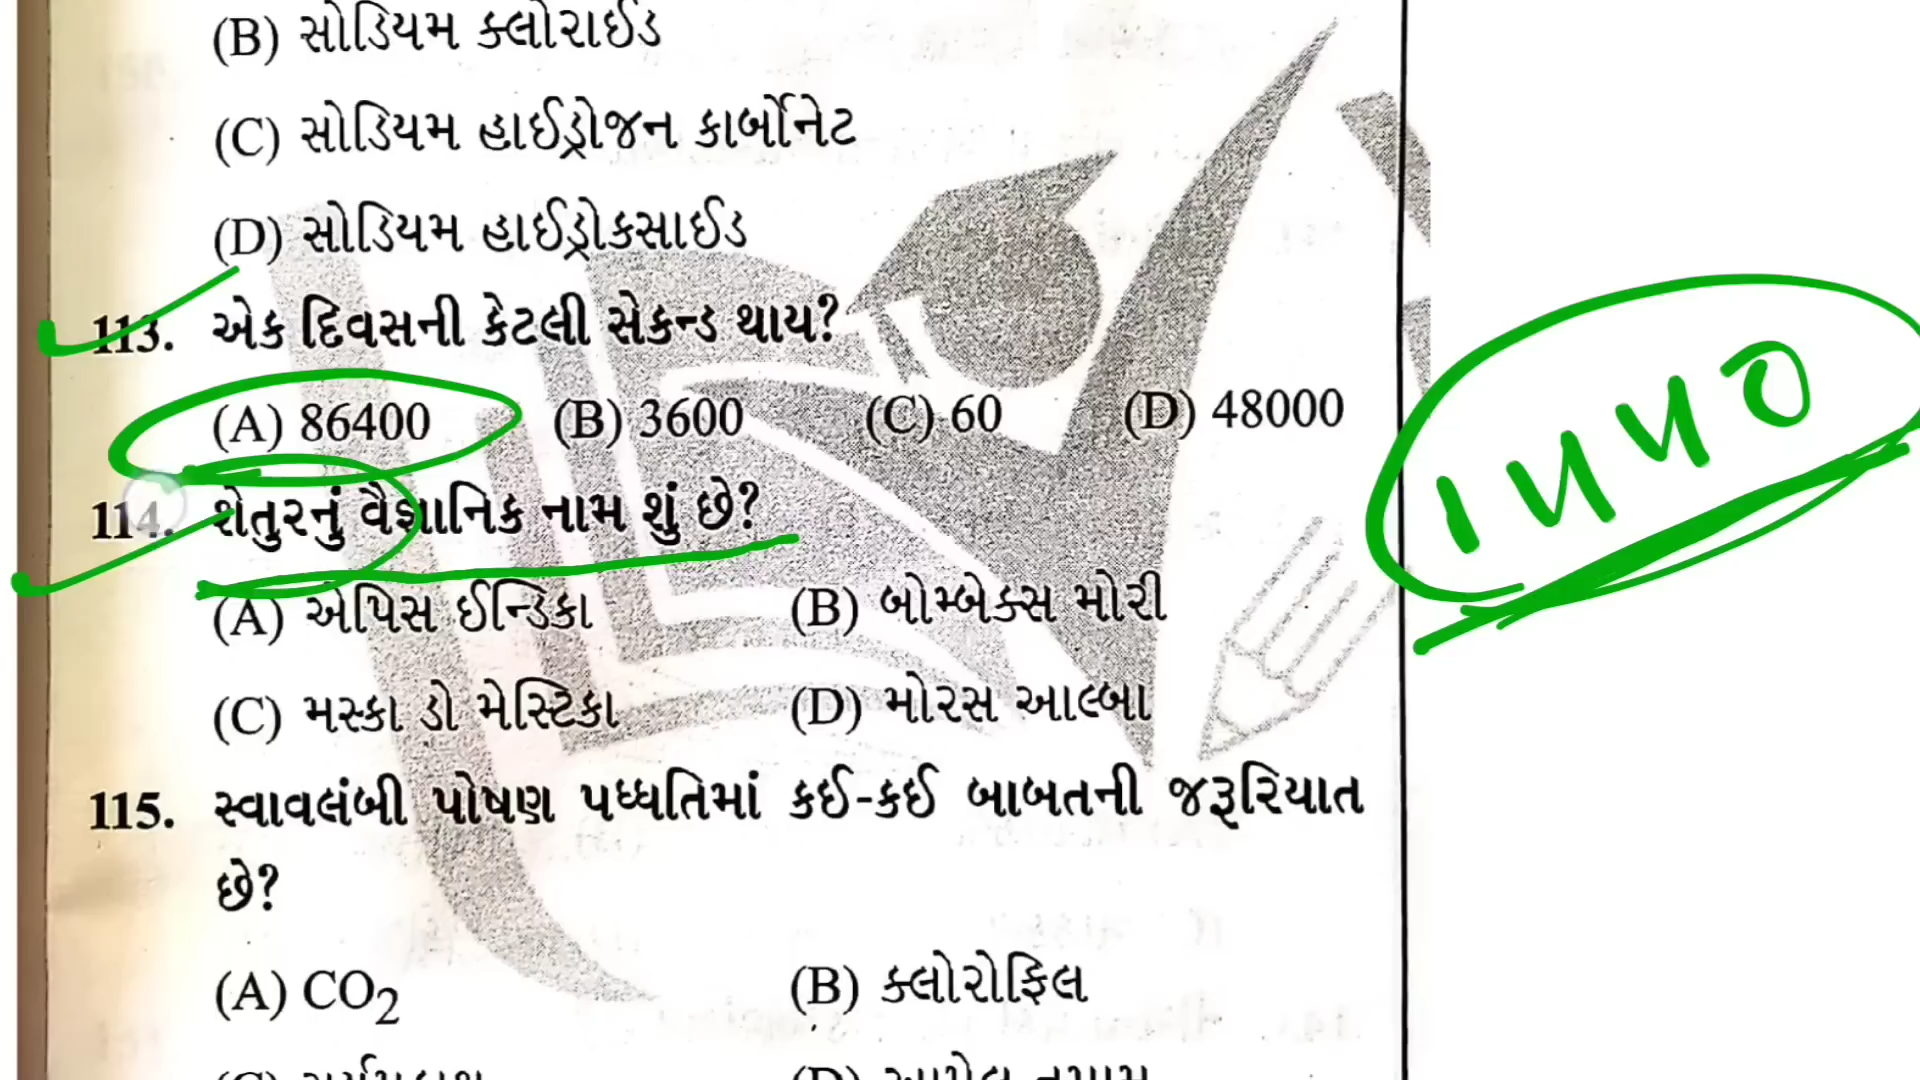 (B) સોડિયમ ક્લોરાઈડ
(C) સોડિયમ હાઈડ્રોજન કાર્બોનેટ
(D) સોડિયમ હાઈડ્રોક્સાઈડ
113. એક દિવસની કેટલી સેકન્ડ થાય?
(A) 86400 (B) 3600 (C) 60 (D) 48000
1440
114. શેતુરનું વૈજ્ઞાનિક નામ શું છે?
(A) એપિસ ઈન્ડિકા (B) બોમ્બેક્સ મોરી
(C) મસ્કા ડો મેસ્ટિકા (D) મોરસ આલ્બા
115. સ્વાવલંબી પોષણ પધ્ધતિમાં કઈ-કઈ બાબતની જરૂરિયાત
છે?
(A) CO2 (B) ક્લોરોફિલ